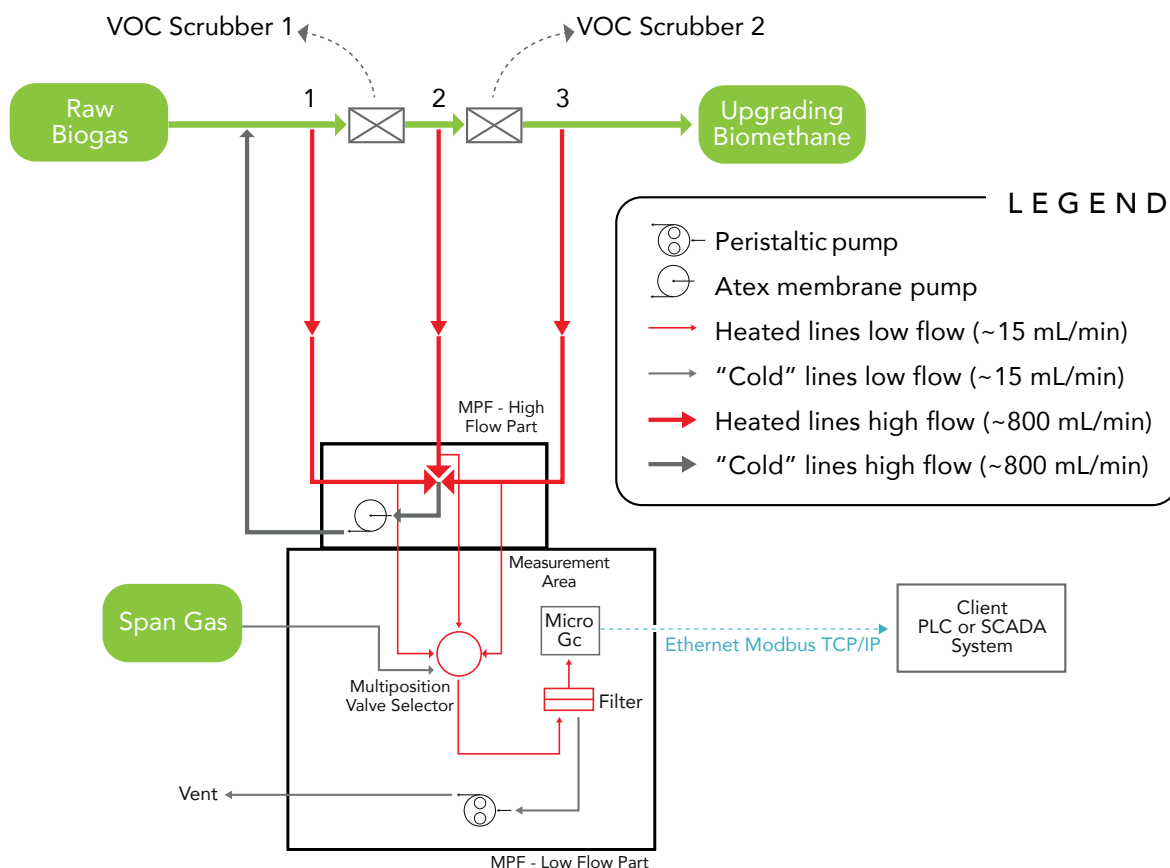 VOC Scrubber 1
VOC Scrubber 2
Raw
Biogas
1
2
3
Upgrading
Biomethane
LEGEND
Peristaltic pump
Atex membrane pump
Heated lines low flow (~15 mL/min)
“Cold” lines low flow (~15 mL/min)
Heated lines high flow (~800 mL/min)
“Cold” lines high flow (~800 mL/min)
MPF - High
Flow Part
Measurement
Area
Span Gas
Micro
Gc
Ethernet Modbus TCP/IP
Client
PLC or SCADA
System
Multiposition
Valve Selector
Filter
Vent
MPF - Low Flow Part